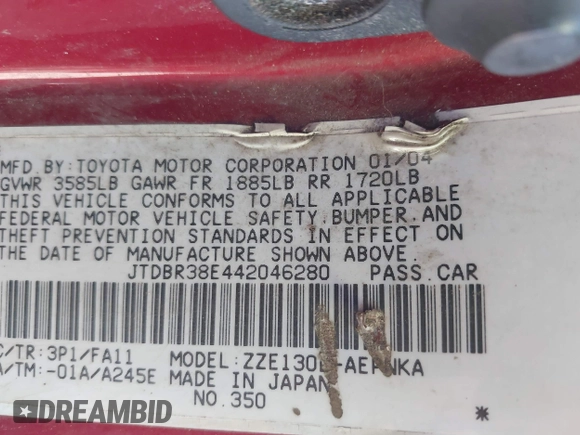 MFD.BY:TOYOTA MOTOR CORPORATION 01/04
GVWR 3585LB GAWR FR 1885LB RR 1720LB
THIS VEHICLE CONFORMS TO ALL APPLICABLE
FEDERAL MOTOR VEHICLE SAFETY,BUMPER,AND
THEFT PREVENTION STANDARDS IN EFFECT ON
THE DATE OF MANUFACTURE SHOWN ABOVE.
JTDBR38E442046280 PASS.CAR
C/TR:3P1/FA11 MODEL:
A/TM:-01A/A245E MADE IN JAPAN
NO.350 *
DREAMBID